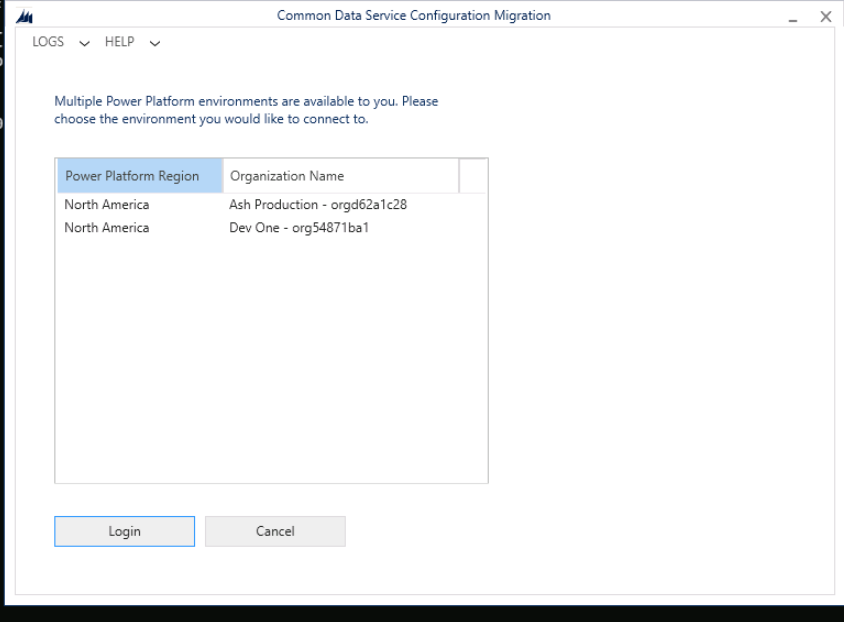 Common Data Service Configuration Migration
LOGS HELP
Multiple Power Platform environments are available to you. Please
choose the environment you would like to connect to.
Power Platform Region Organization Name
North America Ash Production - orgd62a1c28
North America Dev One - org54871ba1
Login Cancel